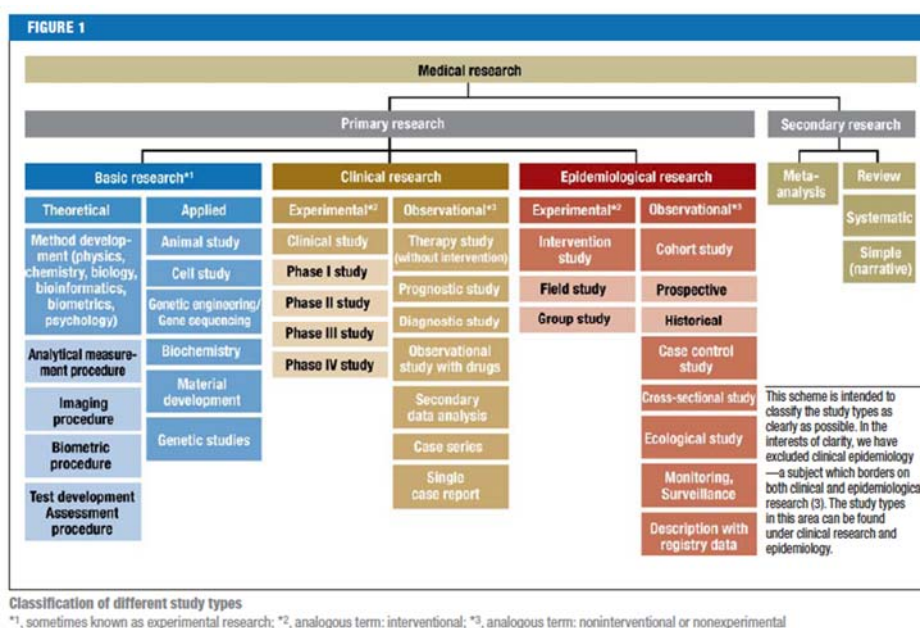 FIGURE 1
Medical research
Primary research
Secondary research
Basic research*1
Clinical research
Epidemiological research
Meta-
analysis
Review
Systematic
Simple
(narrative)
Theoretical
Applied
Experimental*2
Observational*3
Experimental*2
Observational*3
Method develop-
ment (physics,
chemistry, biology,
bioinformatics,
biometrics,
psychology)
Analytical measure-
ment procedure
Imaging
procedure
Biometric
procedure
Test development
Assessment
procedure
Animal study
Cell study
Genetic engineering/
Gene sequencing
Biochemistry
Material
development
Genetic studies
Clinical study
Phase I study
Phase II study
Phase III study
Phase IV study
Therapy study
(without intervention)
Prognostic study
Diagnostic study
Observational
study with drugs
Secondary
data analysis
Case series
Single
case report
Intervention
study
Field study
Group study
Cohort study
Prospective
Historical
Case control
study
Cross-sectional study
Ecological study
Monitoring,
Surveillance
Description with
registry data
This scheme is intended to
classify the study types as
clearly as possible. In the
interests of clarity, we have
excluded clinical epidemiology
—a subject which borders on
both clinical and epidemiological
research (3). The study types
in this area can be found
under clinical research and
epidemiology.
Classification of different study types
*1, sometimes known as experimental research; *2, analogous term: interventional; *3, analogous term: noninterventional or nonexperimental